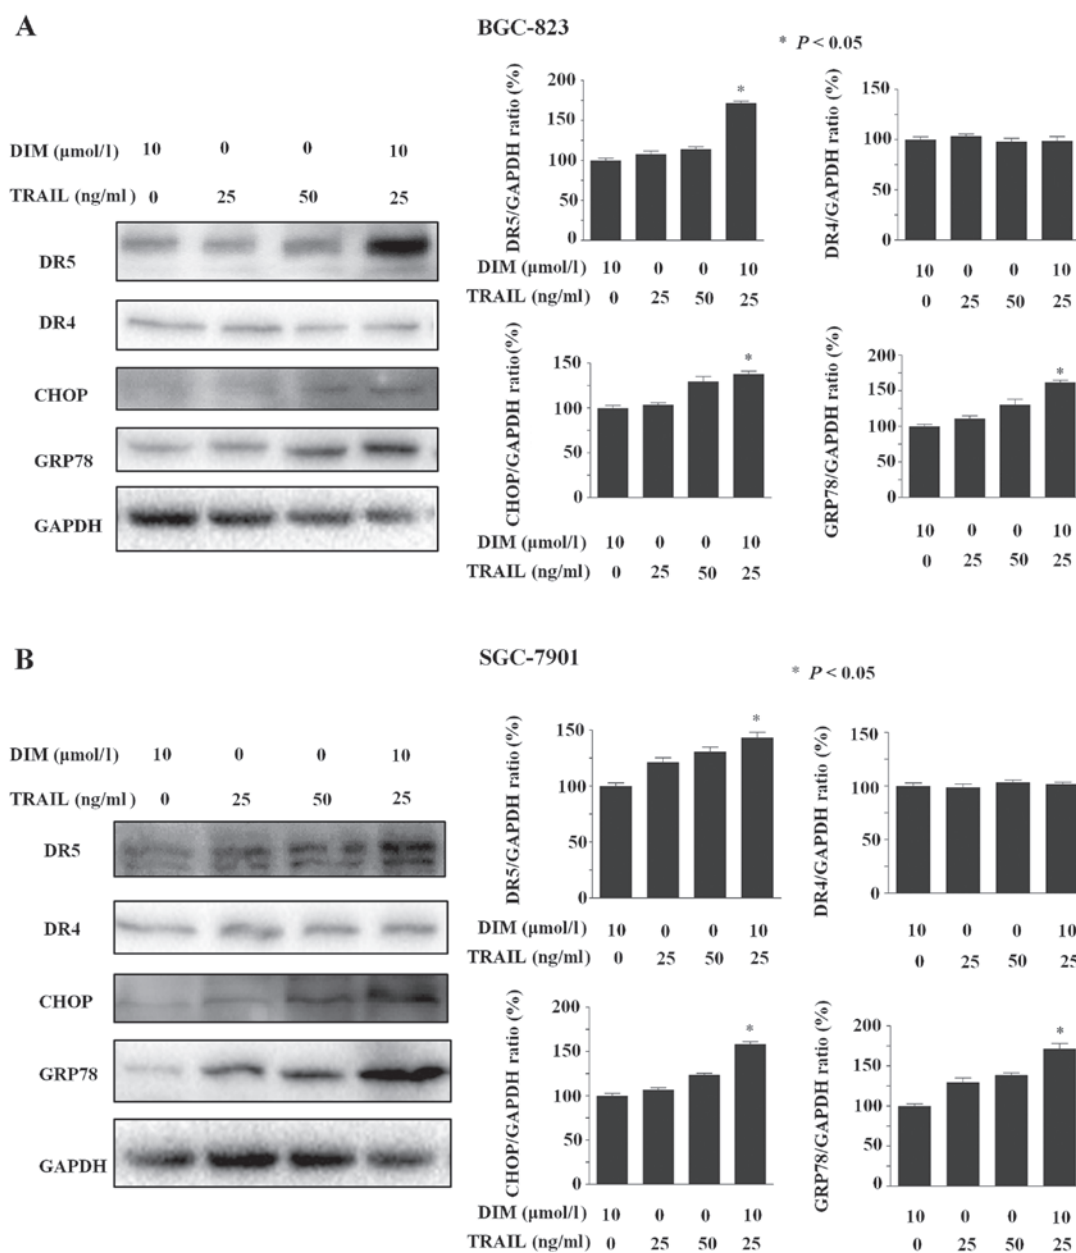 A
BGC-823
* P < 0.05
DIM (µmol/l) 10 0 0 10
TRAIL (ng/ml) 0 25 50 25
DR5
DR4
CHOP
GRP78
GAPDH
DR5/GAPDH ratio (%)
200
150
100
50
0
*
DIM (µmol/l) 10 0 0 10
TRAIL (ng/ml) 0 25 50 25
DR4/GAPDH ratio (%)
150
100
50
0
10 0 0 10
0 25 50 25
CHOP/GAPDH ratio(%)
150
100
50
0
*
DIM (µmol/l) 10 0 0 10
TRAIL (ng/ml) 0 25 50 25
GRP78/GAPDH ratio (%)
200
150
100
50
0
*
10 0 0 10
0 25 50 25
B
SGC-7901
* P < 0.05
DIM (µmol/l) 10 0 0 10
TRAIL (ng/ml) 0 25 50 25
DR5
DR4
CHOP
GRP78
GAPDH
DR5/GAPDH ratio (%)
150
100
50
0
*
DIM (µmol/l) 10 0 0 10
TRAIL (ng/ml) 0 25 50 25
DR4/GAPDH ratio (%)
150
100
50
0
10 0 0 10
0 25 50 25
CHOP/GAPDH ratio (%)
200
150
100
50
0
*
DIM (µmol/l) 10 0 0 10
TRAIL (ng/ml) 0 25 50 25
GRP78/GAPDH ratio (%)
200
150
100
50
0
*
10 0 0 10
0 25 50 25